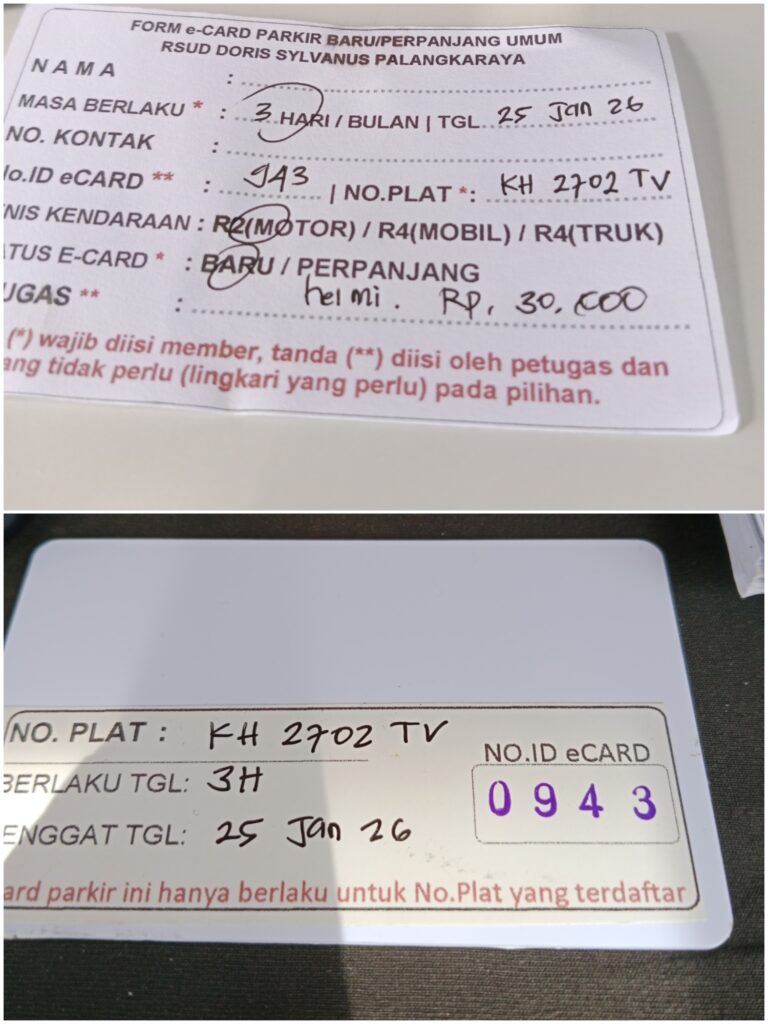 FORM e-CARD PARKIR BARU/PERPANJANG UMUM
RSUD DORIS SYLVANUS PALANGKARAYA
NAMA :
MASA BERLAKU * : 3 HARI / BULAN | TGL 25 Jan 26
NO. KONTAK :
No.ID eCARD ** : 943 | NO.PLAT *: KH 2702 TV
NIS KENDARAAN : R2(MOTOR) / R4(MOBIL) / R4(TRUK)
ATUS E-CARD * : BARU / PERPANJANG
UGAS ** : helmi. Rp. 30.000
(*) wajib diisi member, tanda (**) diisi oleh petugas dan
ang tidak perlu (lingkari yang perlu) pada pilihan.
NO. PLAT : KH 2702 TV
BERLAKU TGL: 3H
ENGGAT TGL: 25 Jan 26
NO.ID eCARD
0943
ard parkir ini hanya berlaku untuk No.Plat yang terdaftar